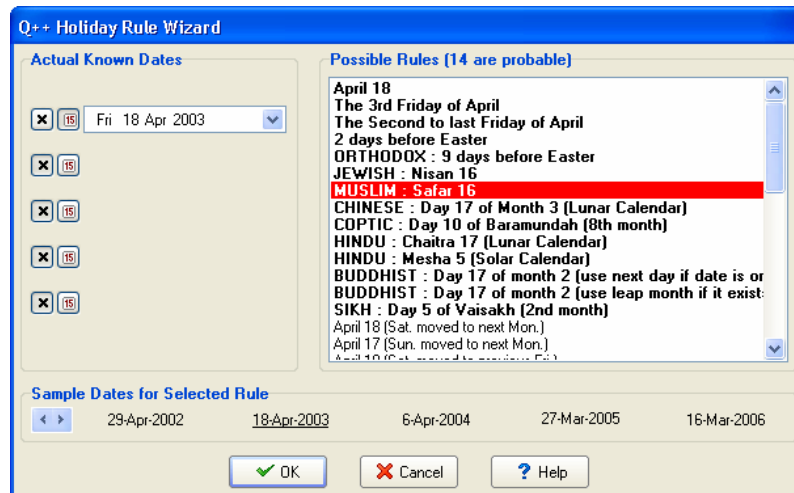 Q++ Holiday Rule Wizard
Actual Known Dates
15 Fri 18 Apr 2003
15
15
15
15
Possible Rules (14 are probable)
April 18
The 3rd Friday of April
The Second to last Friday of April
2 days before Easter
ORTHODOX : 9 days before Easter
JEWISH : Nisan 16
MUSLIM : Safar 16
CHINESE : Day 17 of Month 3 (Lunar Calendar)
COPTIC : Day 10 of Baramundah (8th month)
HINDU : Chaitra 17 (Lunar Calendar)
HINDU : Mesha 5 (Solar Calendar)
BUDDHIST : Day 17 of month 2 (use next day if date is or
BUDDHIST : Day 17 of month 2 (use leap month if it exist
SIKH : Day 5 of Vaisakh (2nd month)
April 18 (Sat. moved to next Mon.)
April 17 (Sun. moved to next Mon.)
Sample Dates for Selected Rule
29-Apr-2002 18-Apr-2003 6-Apr-2004 27-Mar-2005 16-Mar-2006
OK Cancel ? Help